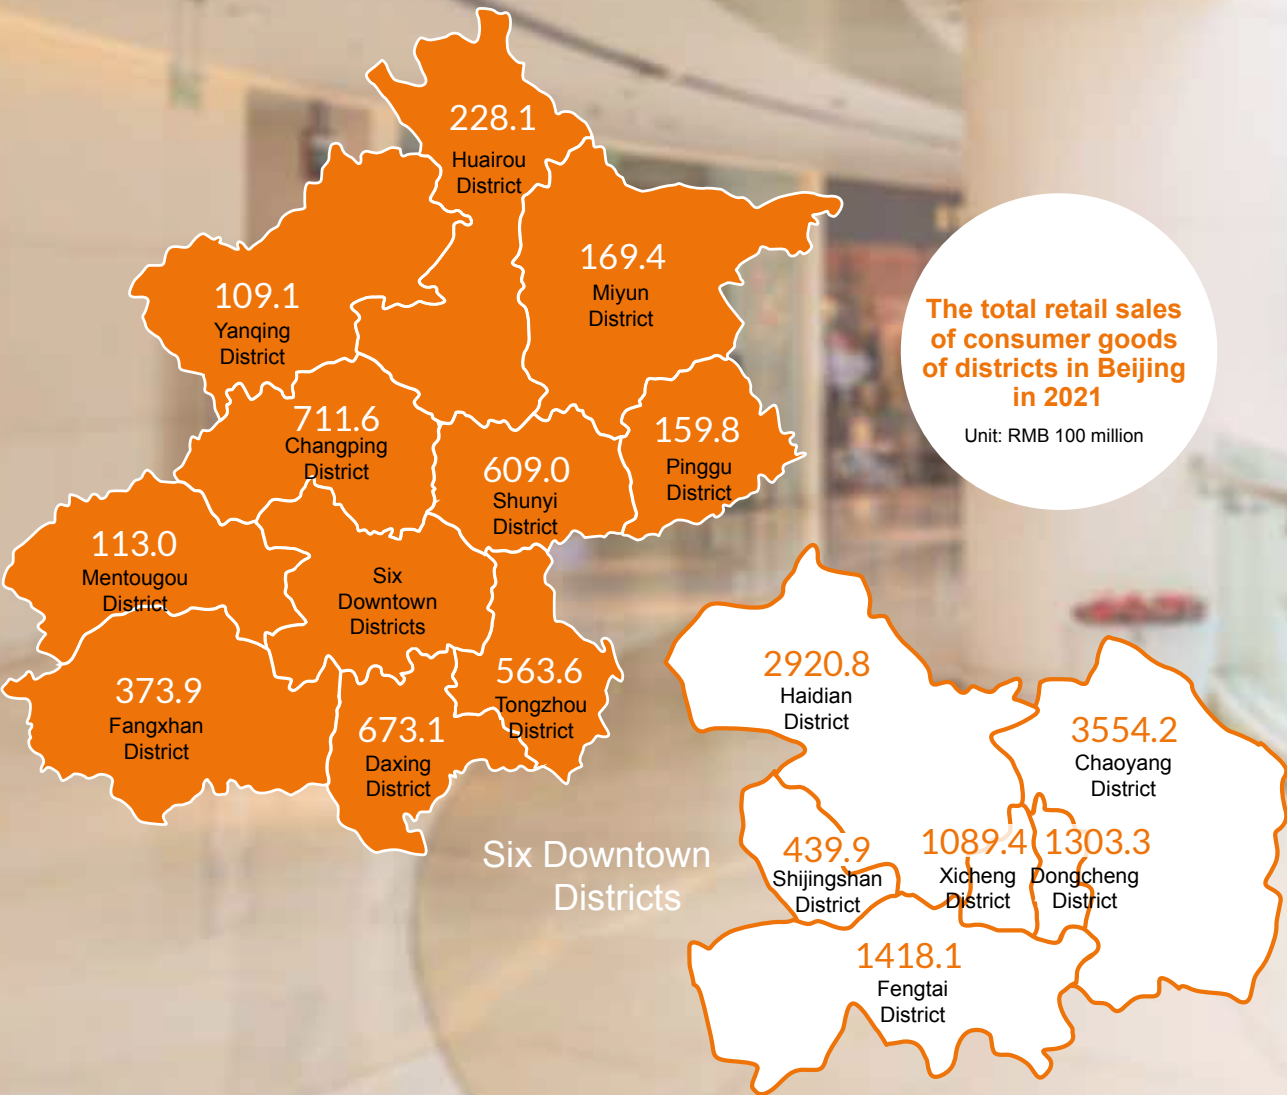 228.1
Huairou
District
169.4
Miyun
District
109.1
Yanqing
District
The total retail sales
of consumer goods
of districts in Beijing
in 2021
Unit: RMB 100 million
711.6
Changping
District
159.8
Pinggu
District
609.0
Shunyi
District
113.0
Mentougou
District
Six
Downtown
Districts
563.6
Tongzhou
District
373.9
Fangxhan
District
673.1
Daxing
District
2920.8
Haidian
District
3554.2
Chaoyang
District
Six Downtown
Districts
439.9
Shijingshan
District
1089.4
Xicheng
District
1303.3
Dongcheng
District
1418.1
Fengtai
District